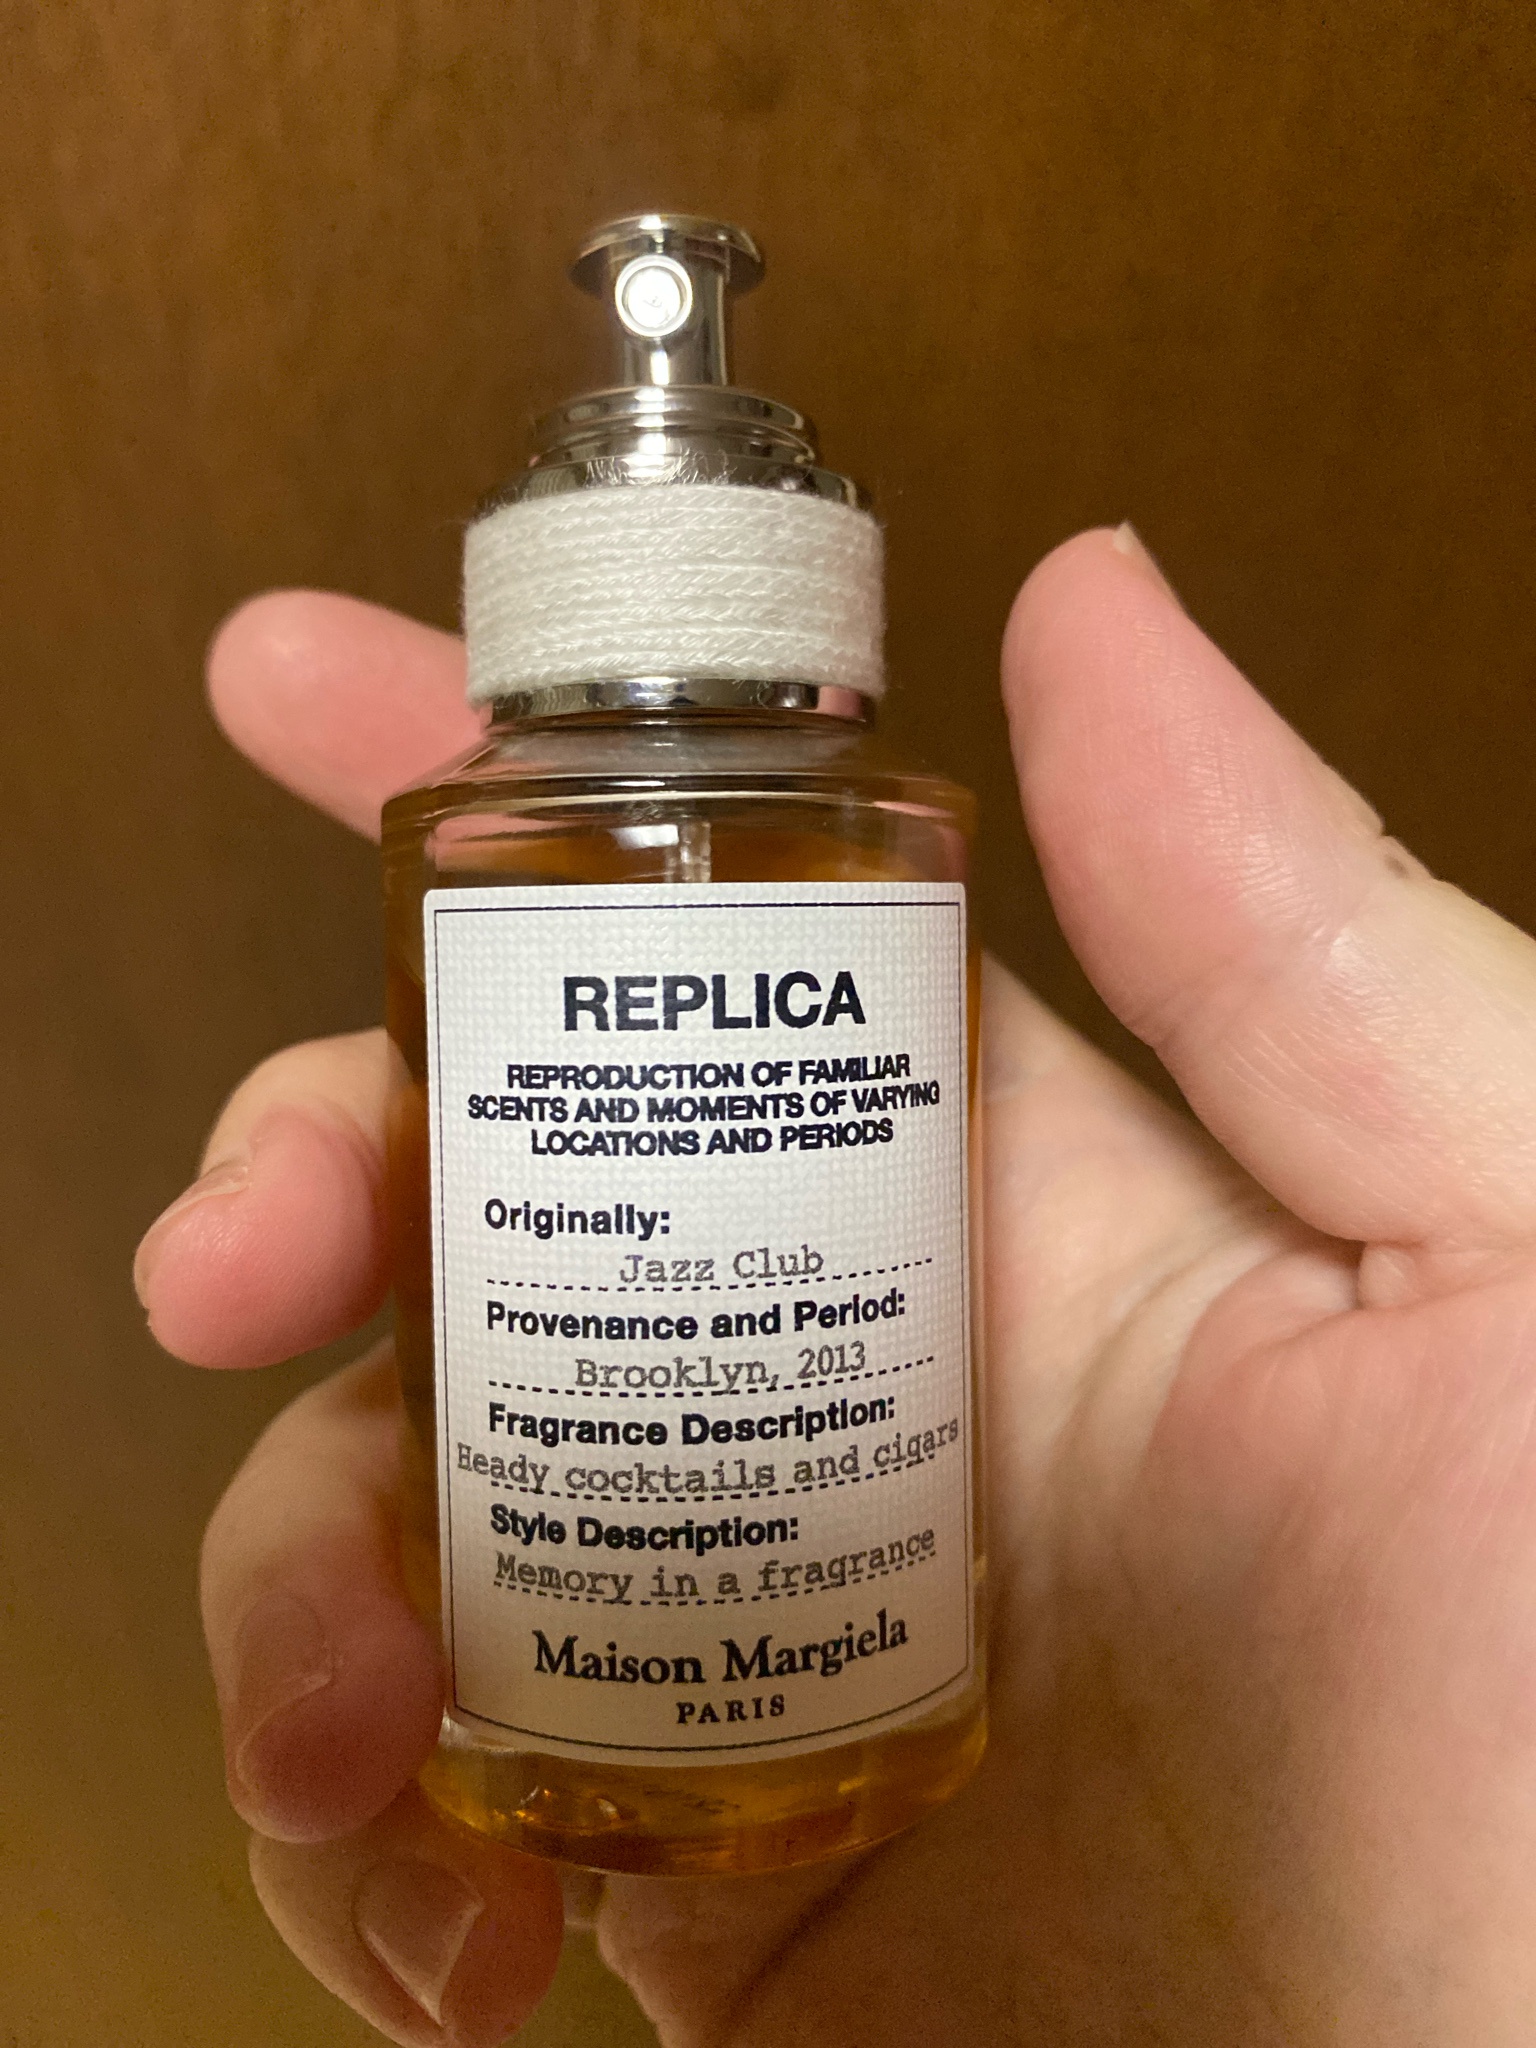 REPLICA
REPRODUCTION OF FAMILIAR
SCENTS AND MOMENTS OF VARYING
LOCATIONS AND PERIODS
Originally:
Jazz Club
Provenance and Period:
Brooklyn, 2013
Fragrance Description:
Heady cocktails and cigars
Style Description:
Memory in a fragrance
Maison Margiela
PARIS